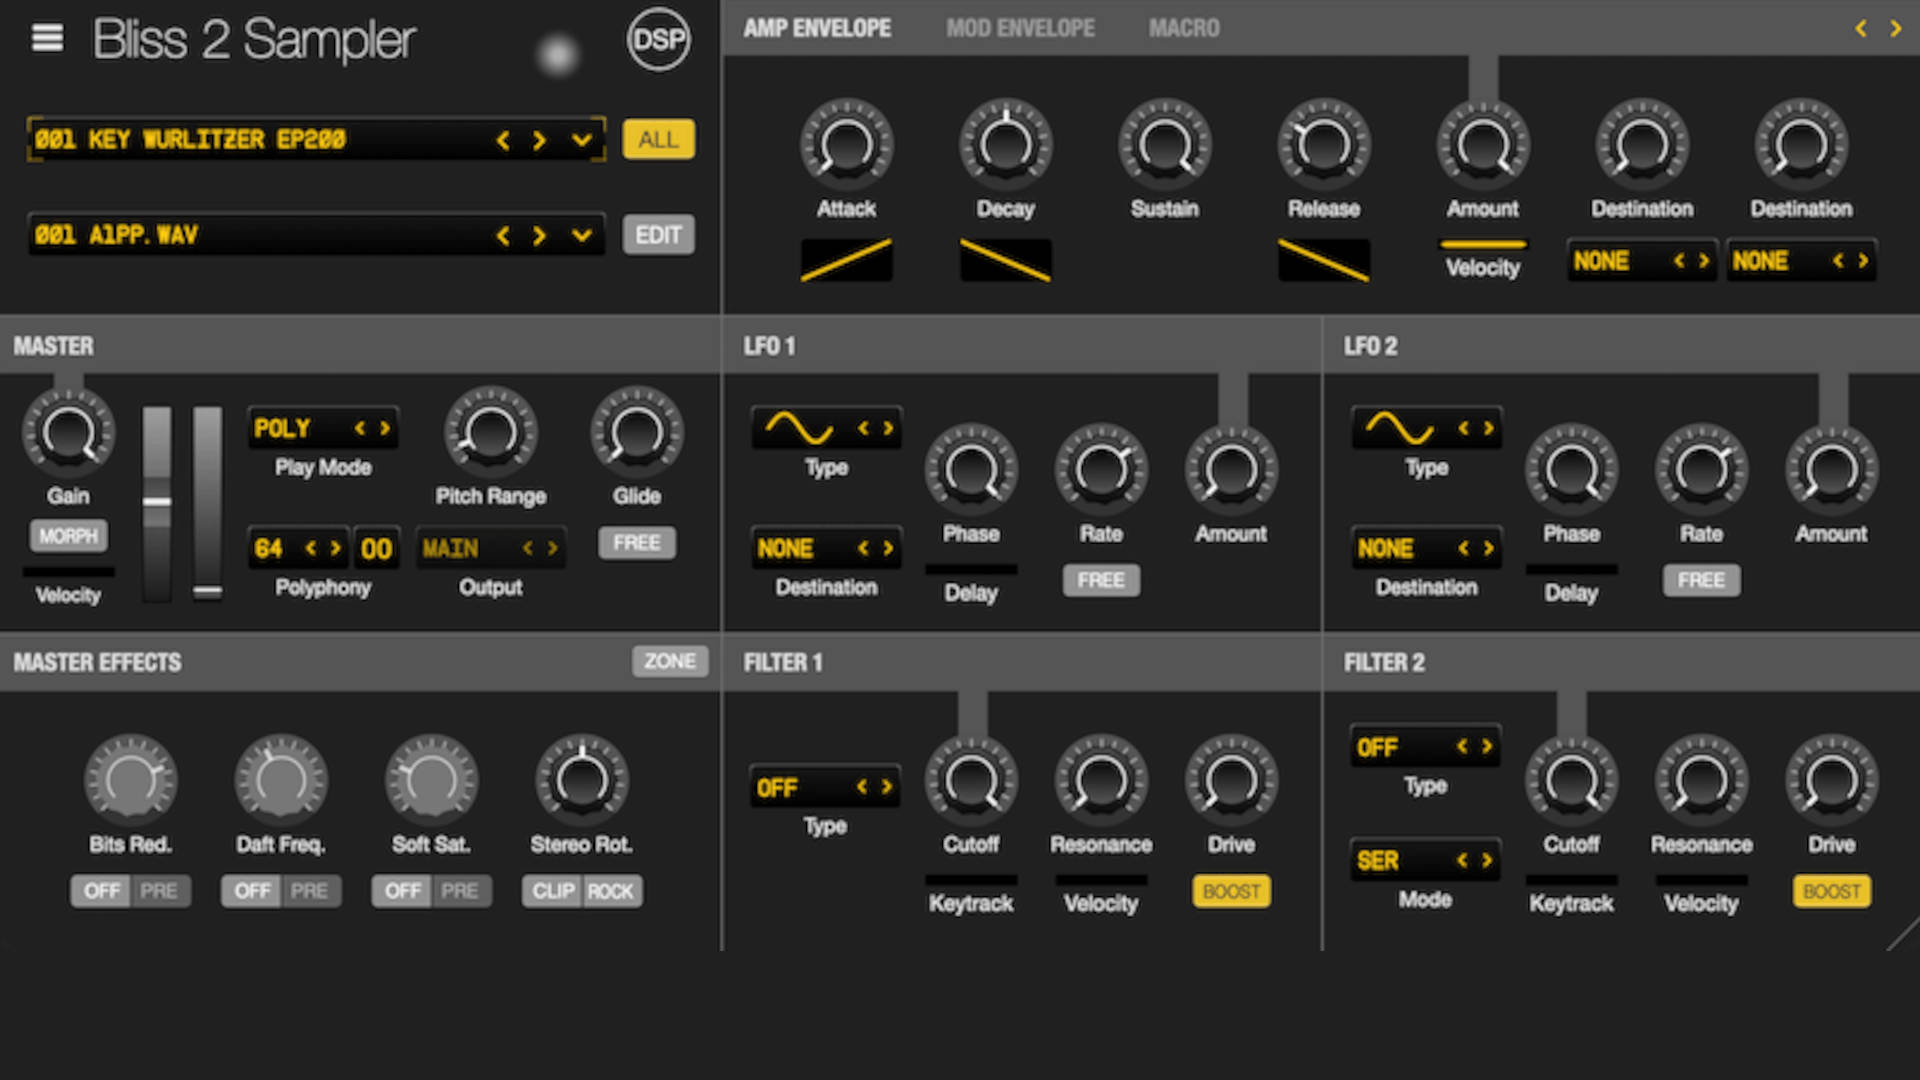 Bliss 2 Sampler
DSP
001 KEY WURLITZER EP200
ALL
001 A1PP.WAV
EDIT
AMP ENVELOPE MOD ENVELOPE MACRO
Attack Decay Sustain Release Amount Destination Destination
Velocity NONE NONE
MASTER
Gain
MORPH
Velocity
POLY
Play Mode
Pitch Range
Glide
64 00
Polyphony
MAIN
Output
FREE
LFO 1
Type
Phase Rate Amount
NONE
Destination
Delay
FREE
LFO 2
Type
Phase Rate Amount
NONE
Destination
Delay
FREE
MASTER EFFECTS
ZONE
Bits Red. Daft Freq. Soft Sat. Stereo Rot.
OFF PRE OFF PRE OFF PRE CLIP ROCK
FILTER 1
OFF
Type
Cutoff Resonance Drive
Keytrack Velocity BOOST
FILTER 2
OFF
Type
SER
Mode
Cutoff Resonance Drive
Keytrack Velocity BOOST